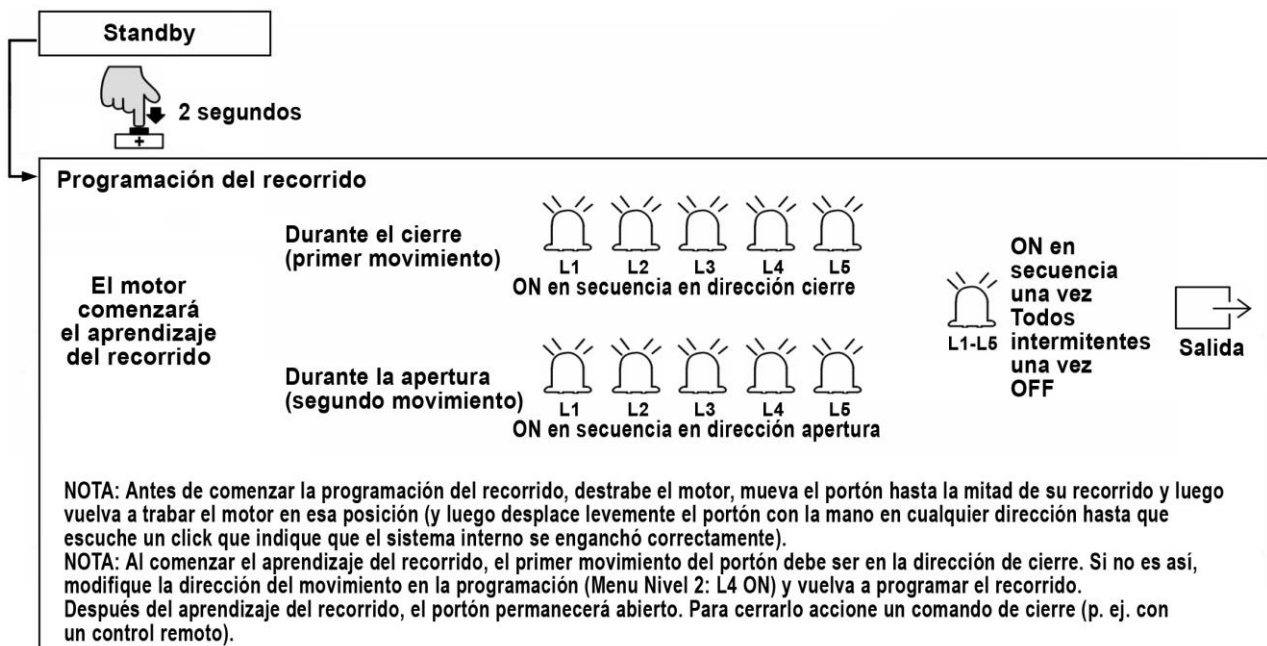 Standby
2 segundos
+
Programación del recorrido
El motor
comenzará
el aprendizaje
del recorrido
Durante el cierre
(primer movimiento)
L1 L2 L3 L4 L5
ON en secuencia en dirección cierre
Durante la apertura
(segundo movimiento)
L1 L2 L3 L4 L5
ON en secuencia en dirección apertura
L1-L5
ON en
secuencia
una vez
Todos
intermitentes
una vez
OFF
Salida
NOTA: Antes de comenzar la programación del recorrido, destrabe el motor, mueva el portón hasta la mitad de su recorrido y luego
vuelva a trabar el motor en esa posición (y luego desplace levemente el portón con la mano en cualquier dirección hasta que
escuche un click que indique que el sistema interno se enganchó correctamente).
NOTA: Al comenzar el aprendizaje del recorrido, el primer movimiento del portón debe ser en la dirección de cierre. Si no es así,
modifique la dirección del movimiento en la programación (Menu Nivel 2: L4 ON) y vuelva a programar el recorrido.
Después del aprendizaje del recorrido, el portón permanecerá abierto. Para cerrarlo accione un comando de cierre (p. ej. con
un control remoto).